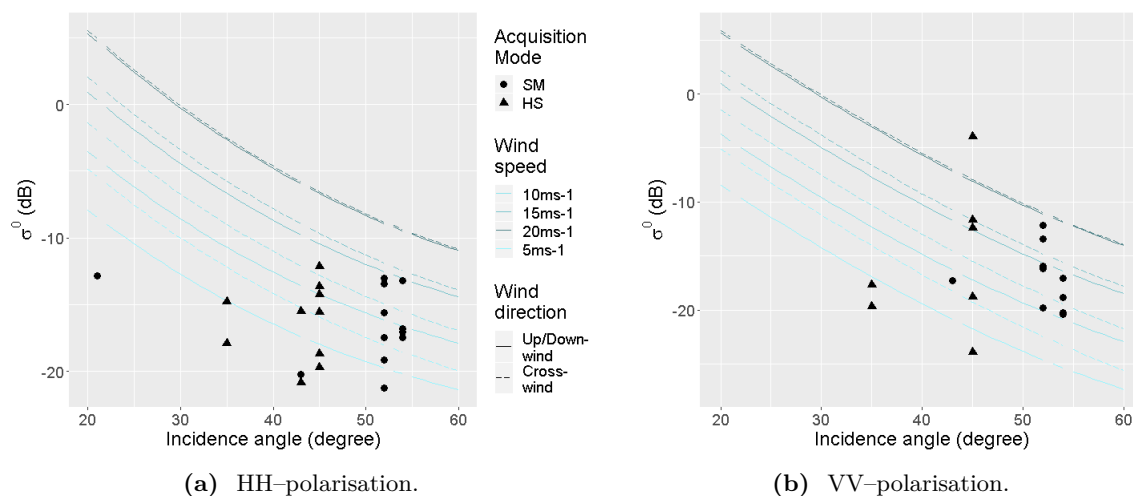 0
-10
-20
σ⁰ (dB)
20
30
40
50
60
Incidence angle (degree)
Acquisition
Mode
SM
HS
Wind
speed
10ms-1
15ms-1
20ms-1
5ms-1
Wind
direction
Up/Down-
wind
Cross-
wind
0
-10
-20
σ⁰ (dB)
20
30
40
50
60
Incidence angle (degree)
(a) HH–polarisation.
(b) VV–polarisation.